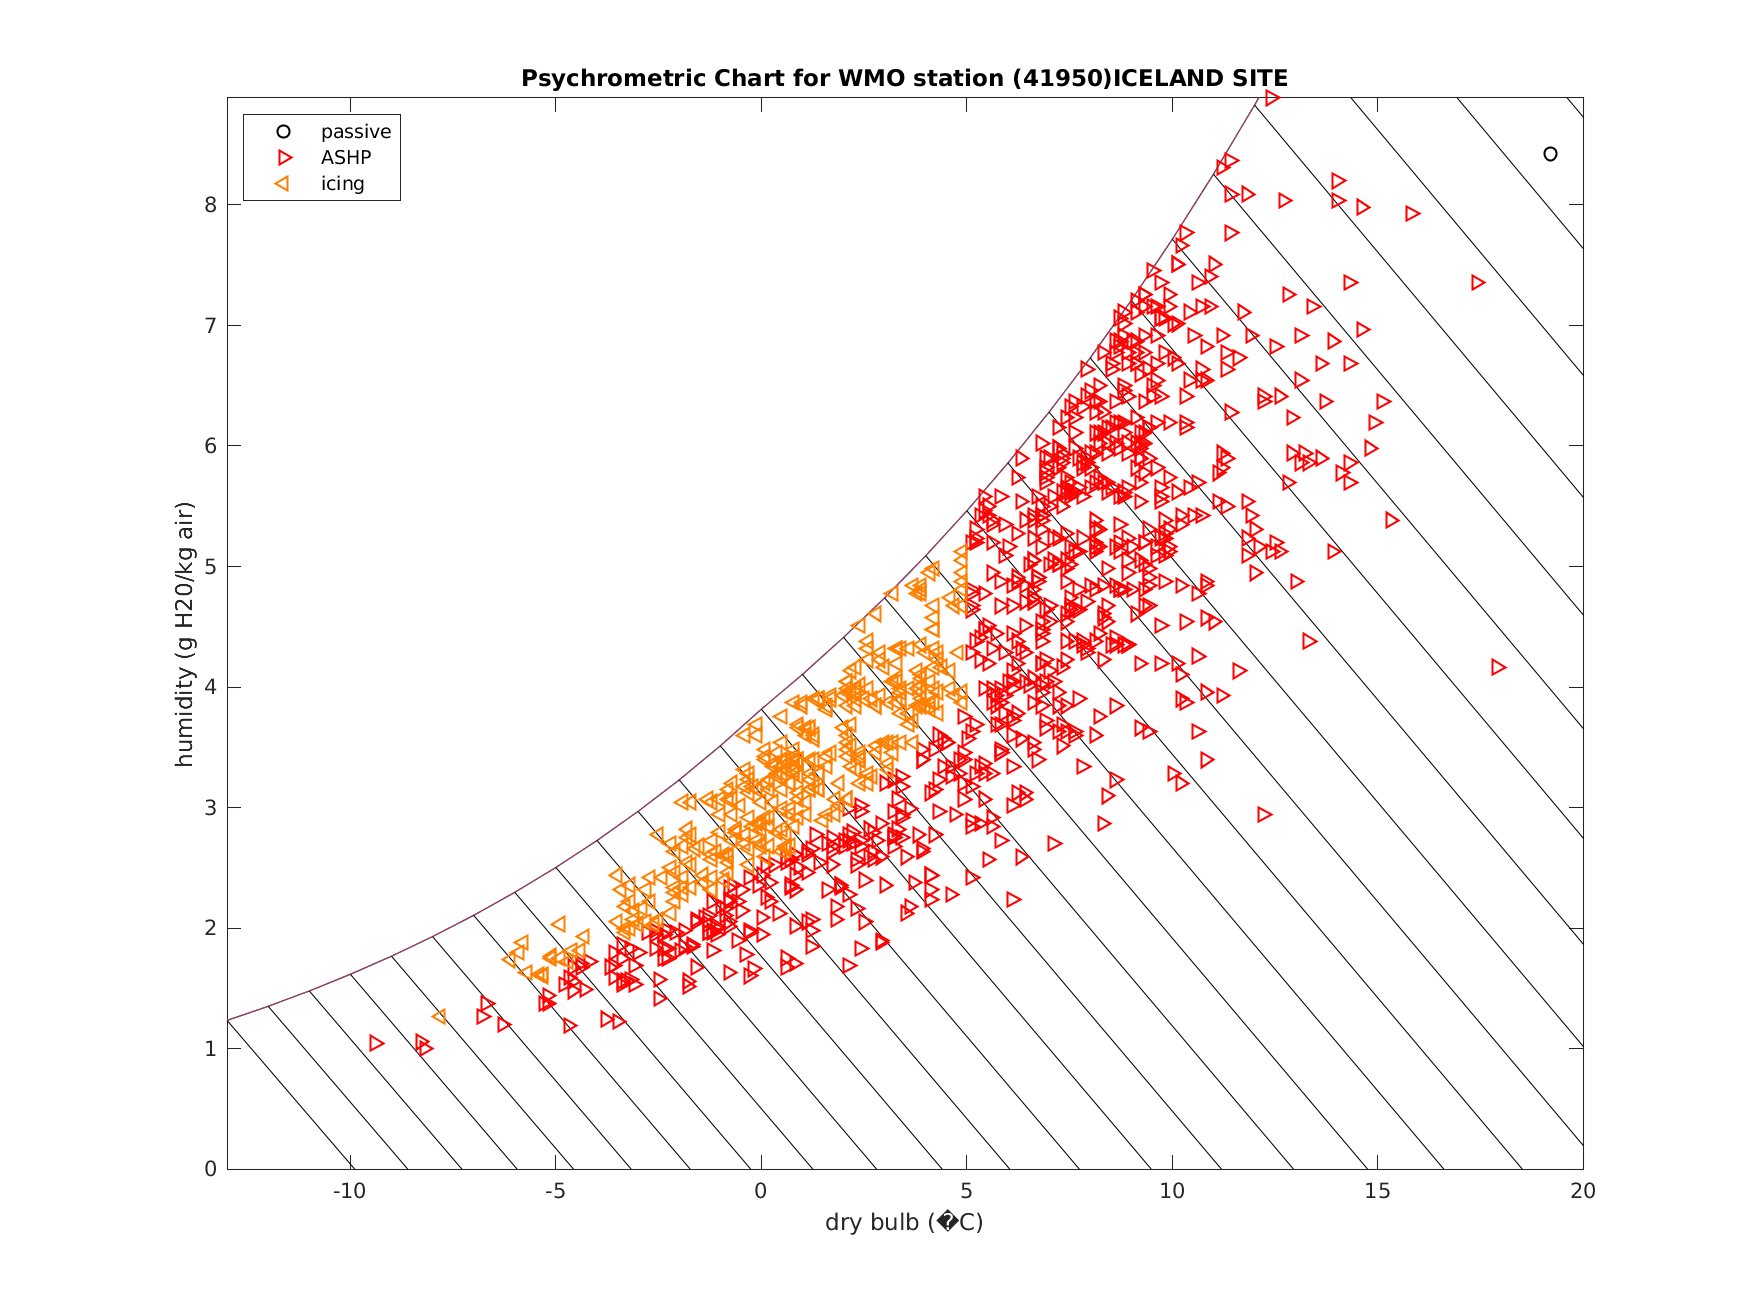 Psychrometric Chart for WMO station (41950)ICELAND SITE
passive
ASHP
icing
humidity (g H20/kg air)
8
7
6
5
4
3
2
1
0
-10 -5 0 5 10 15 20
dry bulb (�C)